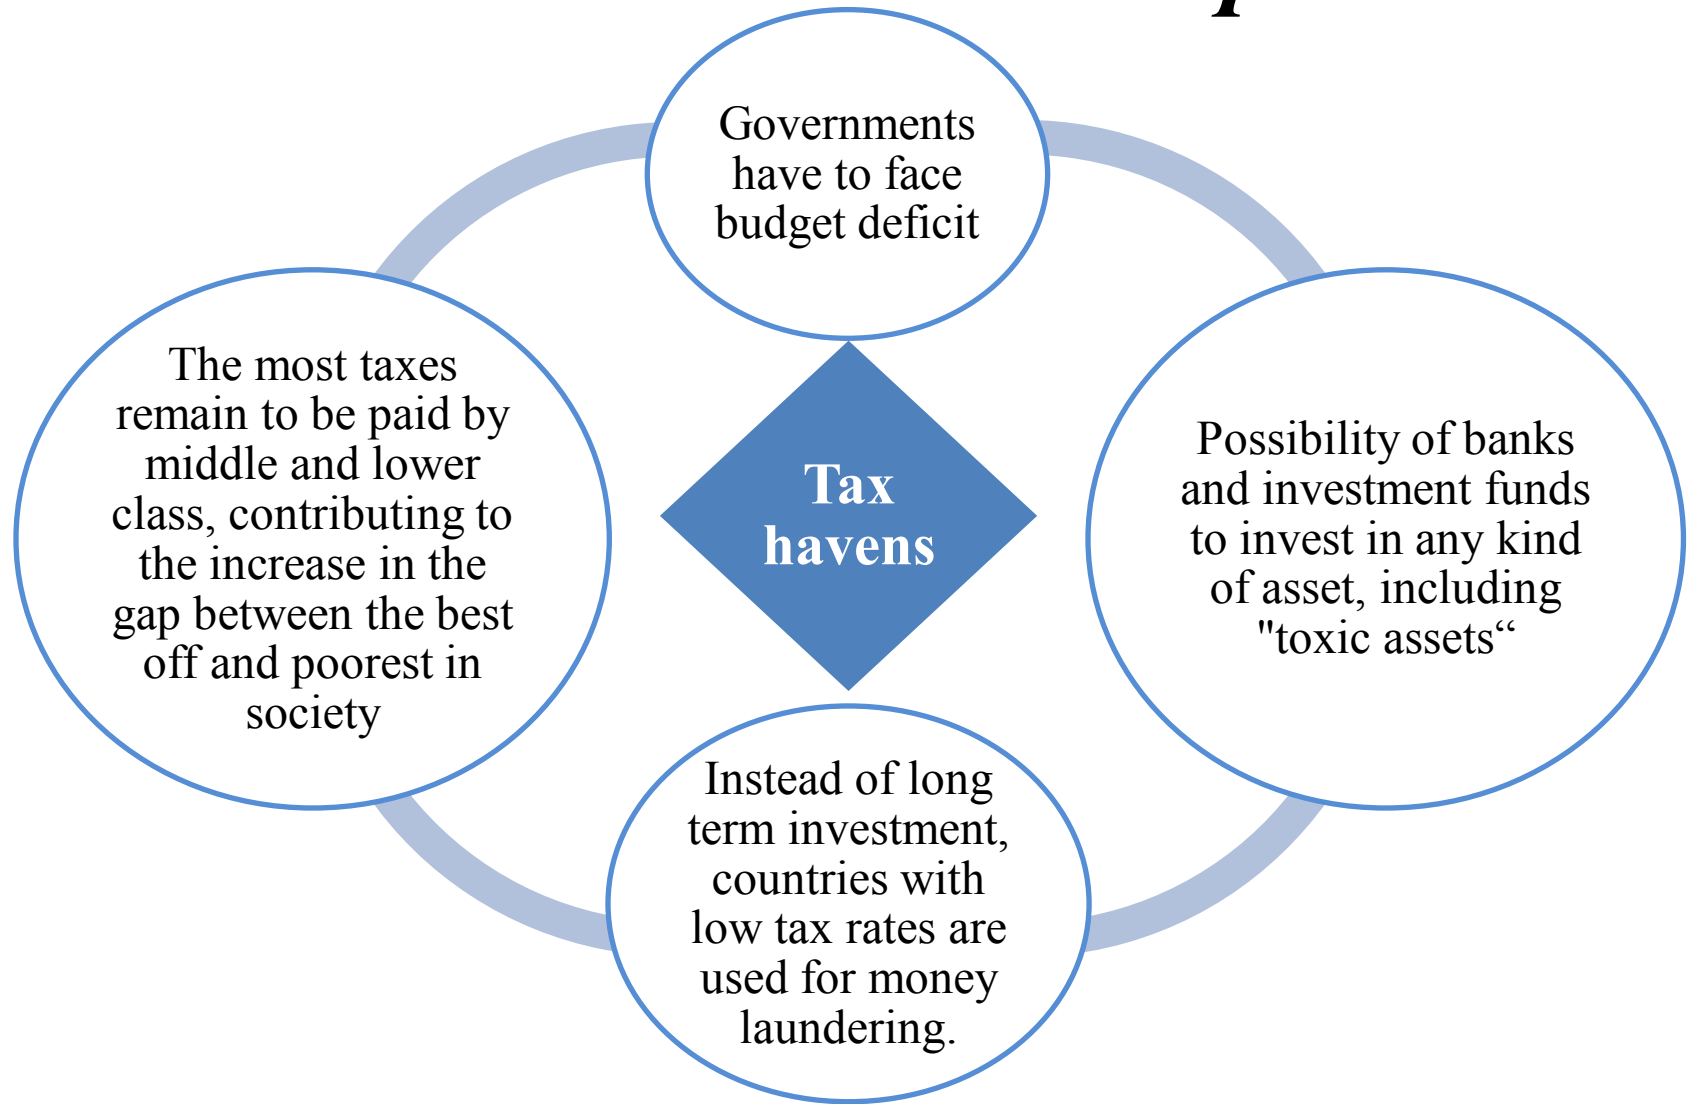 Governments
have to face
budget deficit
The most taxes
remain to be paid by
middle and lower
class, contributing to
the increase in the
gap between the best
off and poorest in
society
Tax
havens
Possibility of banks
and investment funds
to invest in any kind
of asset, including
"toxic assets“
Instead of long
term investment,
countries with
low tax rates are
used for money
laundering.